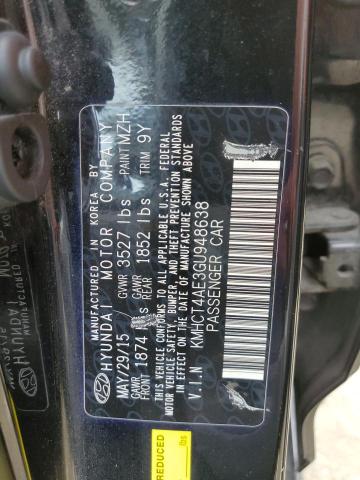 MANUFACTURED IN KOREA BY
HYUNDAI MOTOR COMPANY
MAY/29/15 GVWR 3527 lbs PAINT MZH
GAWR FRONT 1874 lbs GAWR REAR 1852 lbs TRIM 9Y
THIS VEHICLE CONFORMS TO ALL APPLICABLE U.S.A. FEDERAL
MOTOR VEHICLE SAFETY, BUMPER, AND THEFT PREVENTION STANDARDS
IN EFFECT ON THE DATE OF MANUFACTURE SHOWN ABOVE
V.I.N KMHCT4AE3GU948638
PASSENGER CAR
REDUCED
lbs